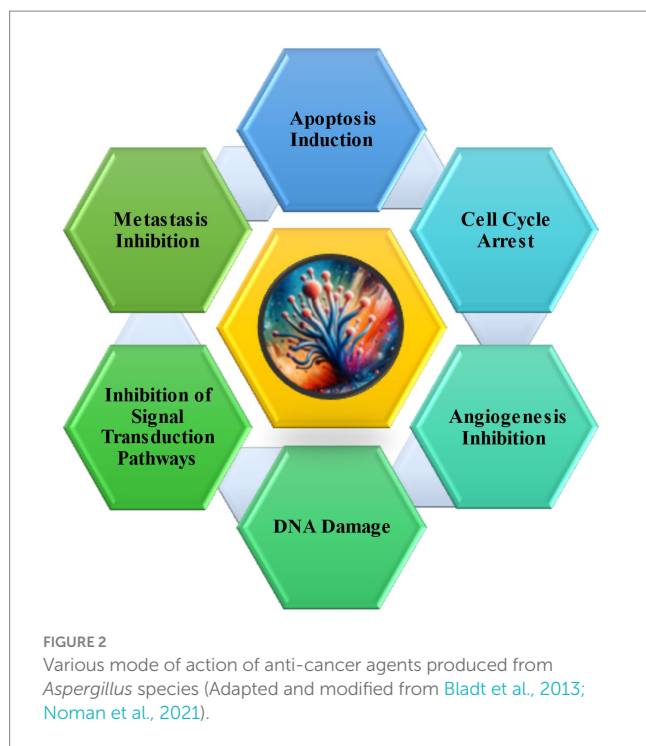 Apoptosis
Induction
Metastasis
Inhibition
Cell Cycle
Arrest
Inhibition of
Signal
Transduction
Pathways
Angiogenesis
Inhibition
DNA Damage
FIGURE 2
Various mode of action of anti-cancer agents produced from
Aspergillus species (Adapted and modified from Bladt et al., 2013;
Noman et al., 2021).